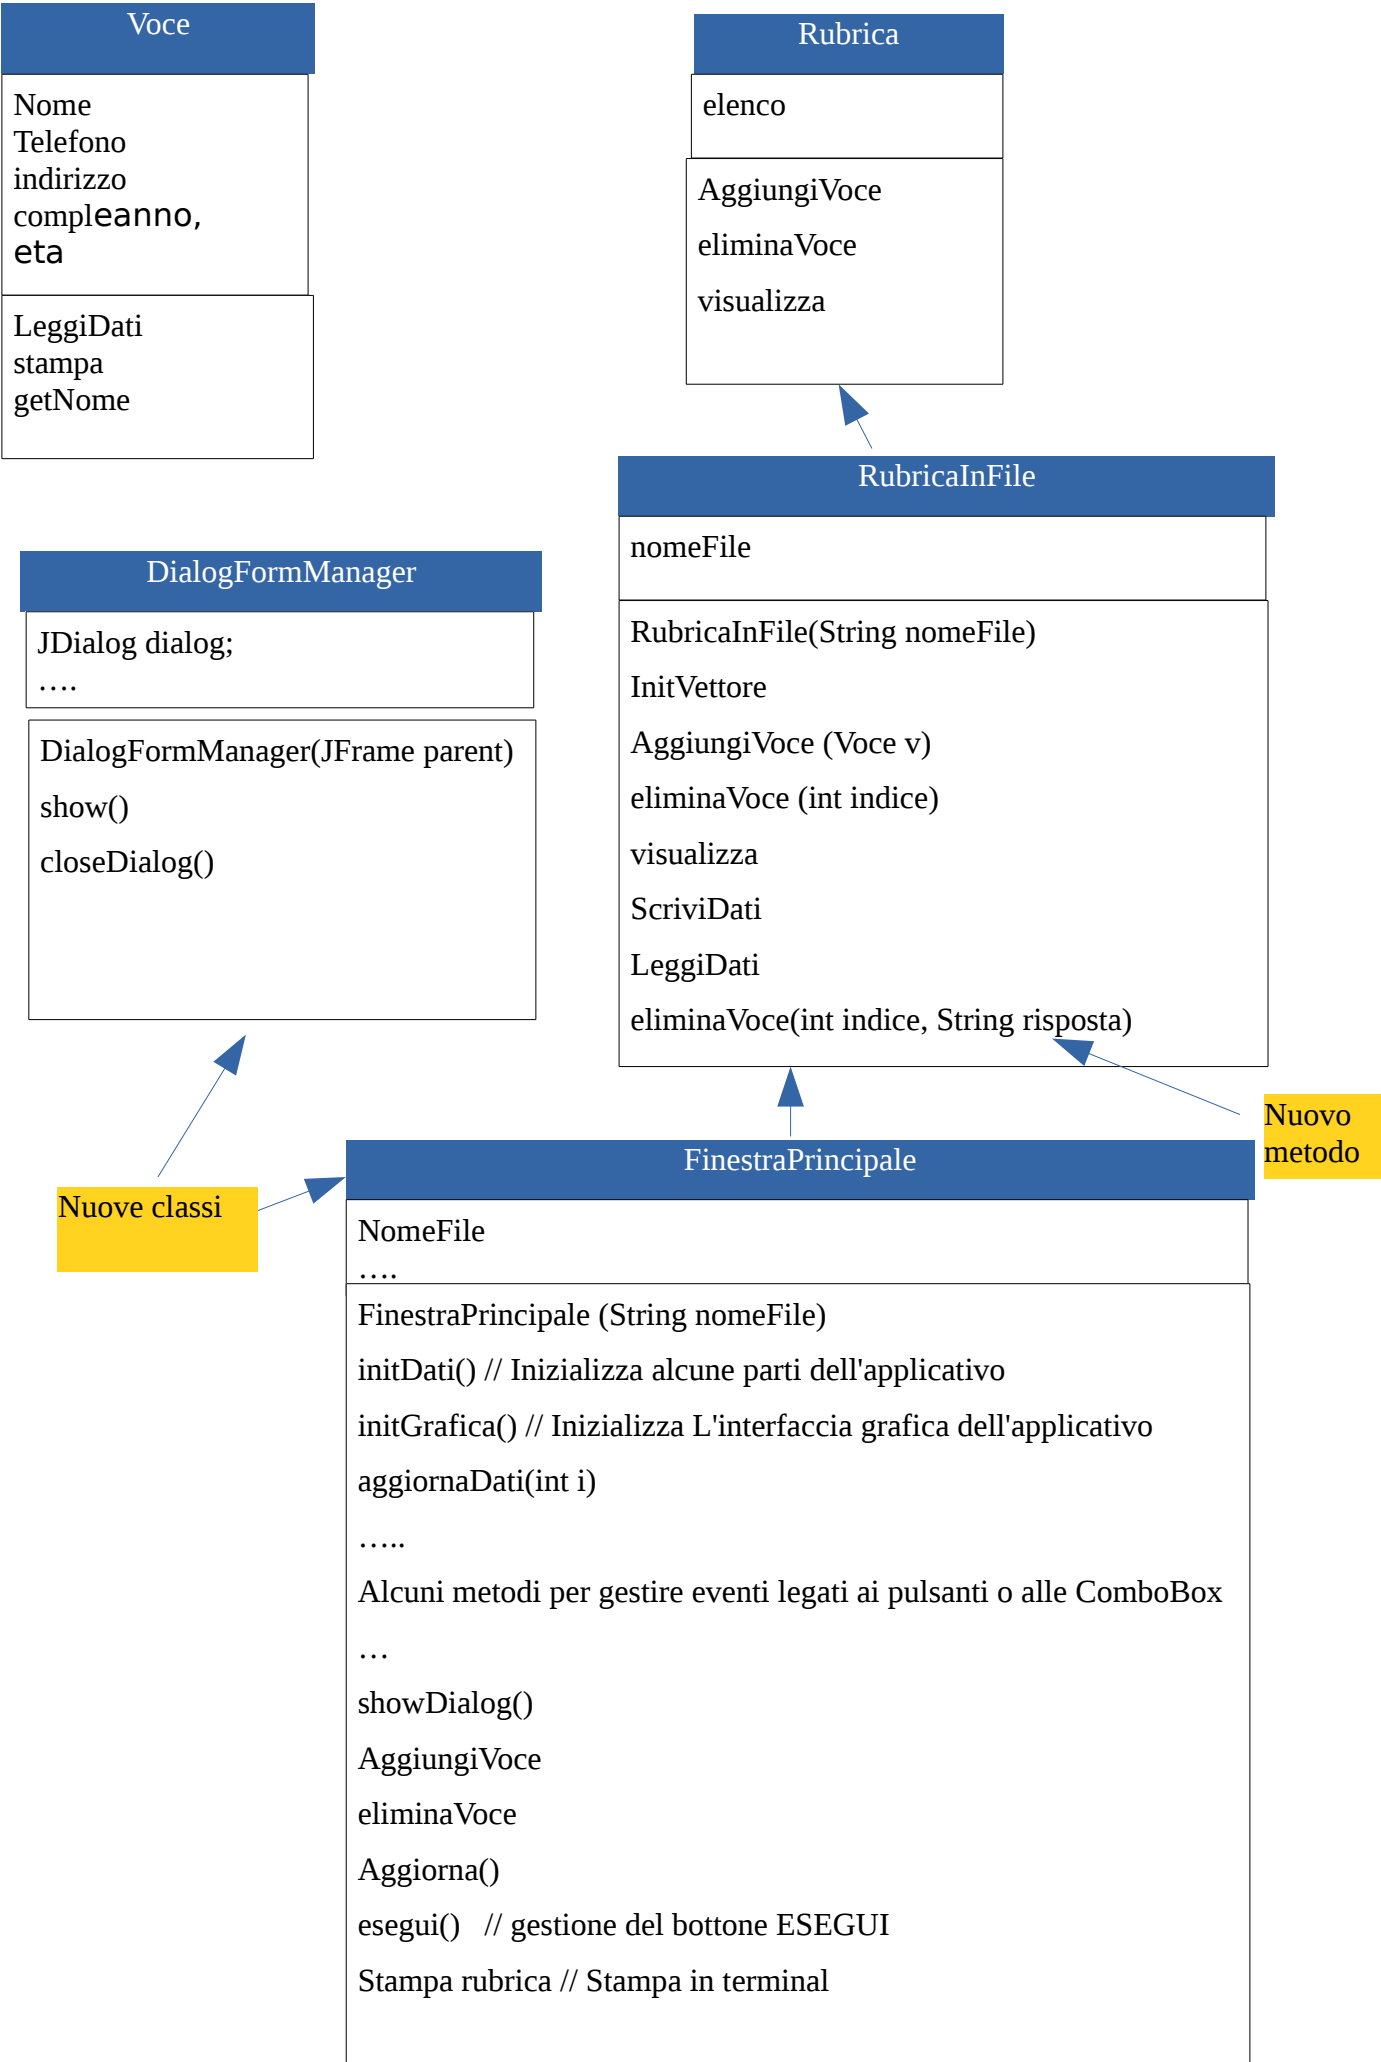 Voce
Nome
Telefono
indirizzo
compleanno,
eta
LeggiDati
stampa
getNome
Rubrica
elenco
AggiungiVoce
eliminaVoce
visualizza
RubricaInFile
nomeFile
RubricaInFile(String nomeFile)
InitVettore
AggiungiVoce (Voce v)
eliminaVoce (int indice)
visualizza
ScriviDati
LeggiDati
eliminaVoce(int indice, String risposta)
DialogFormManager
JDialog dialog;
….
DialogFormManager(JFrame parent)
show()
closeDialog()
Nuovo
metodo
Nuove classi
FinestraPrincipale
NomeFile
….
FinestraPrincipale (String nomeFile)
initDati() // Inizializza alcune parti dell'applicativo
initGrafica() // Inizializza L'interfaccia grafica dell'applicativo
aggiornaDati(int i)
…..
Alcuni metodi per gestire eventi legati ai pulsanti o alle ComboBox
…
showDialog()
AggiungiVoce
eliminaVoce
Aggiorna()
esegui()   // gestione del bottone ESEGUI
Stampa rubrica // Stampa in terminal